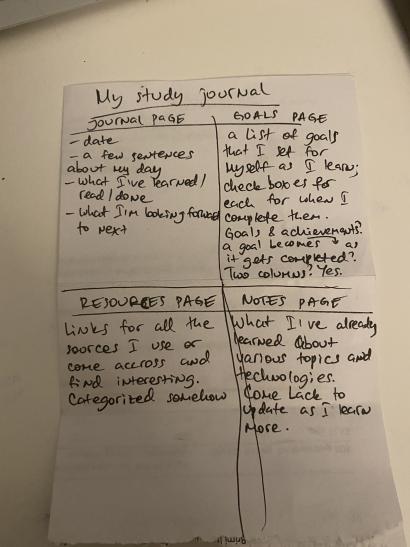 My study journal
JOURNAL PAGE
- date
- a few sentences
about my day
- what I've learned/
read/done
- what I'm looking forward
to next
GOALS PAGE
a list of goals
that I set for
myself as I learn;
checkboxes for
each for when I
complete them.
Goals & achievements?
a goal becomes ↑ as
it gets completed?
Two columns? Yes.
RESOURCES PAGE
Links for all the
sources I use or
come accross and
find interesting.
Categorized somehow
NOTES PAGE
What I've already
learned about
various topics and
technologies.
Come back to
update as I learn
more.